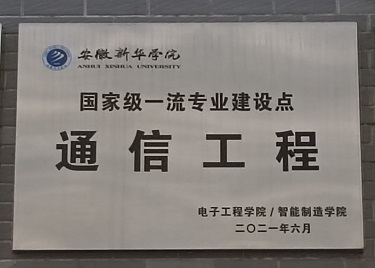 安徽新华学院
ANHUI XINHUA UNIVERSITY
国家级一流专业建设点
通信工程
电子工程学院/智能制造学院
二〇二一年六月